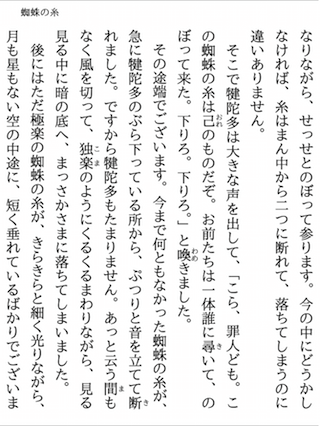 蜘蛛の糸
なりながら、せっせとのぼって参ります。今の中にどうかし
なければ、糸はまん中から二つに断れて、落ちてしまうのに
違いありません。
そこで犍陀多は大きな声を出して、「こら、罪人ども。こ
の蜘蛛の糸は己おれのものだぞ。お前たちは一体誰に尋きいて、の
ぼって来た。下りろ。下りろ。」と喚わめきました。
その途端でございます。今まで何ともなかった蜘蛛の糸が、
急に犍陀多のぶら下っている所から、ぷつりと音を立てて断き
れました。ですから犍陀多もたまりません。あっと云う間まも
なく風を切って、独楽こまのようにくるくるまわりながら、見る
見る中に暗の底へ、まっさかさまに落ちてしまいました。
後にはただ極楽の蜘蛛の糸が、きらきらと細く光りながら、
月も星もない空の中途に、短く垂れているばかりでございま